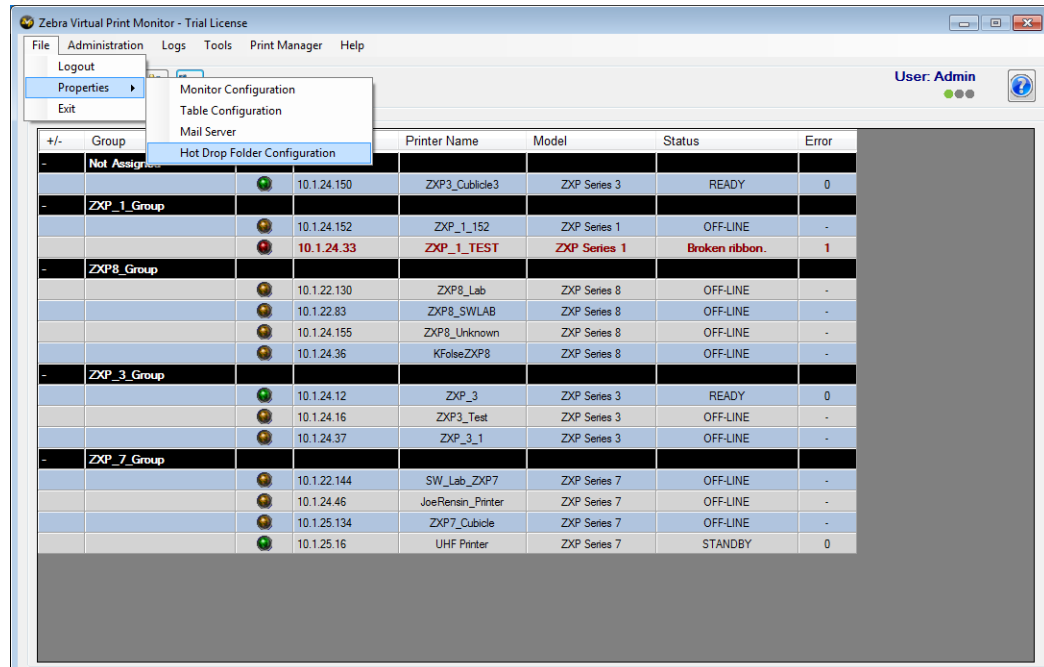 Zebra Virtual Print Monitor - Trial License
File Administration Logs Tools Print Manager Help
Logout
Properties
Exit
Monitor Configuration
Table Configuration
Mail Server
Hot Drop Folder Configuration
User: Admin
+/- Group Printer Name Model Status Error
- Not Assigned
10.1.24.150 ZXP3_Cublicle3 ZXP Series 3 READY 0
- ZXP_1_Group
10.1.24.152 ZXP_1_152 ZXP Series 1 OFF-LINE -
10.1.24.33 ZXP_1_TEST ZXP Series 1 Broken ribbon. 1
- ZXP8_Group
10.1.22.130 ZXP8_Lab ZXP Series 8 OFF-LINE -
10.1.22.83 ZXP8_SWLAB ZXP Series 8 OFF-LINE -
10.1.24.155 ZXP8_Unknown ZXP Series 8 OFF-LINE -
10.1.24.36 KFolseZXP8 ZXP Series 8 OFF-LINE -
- ZXP_3_Group
10.1.24.12 ZXP_3 ZXP Series 3 READY 0
10.1.24.16 ZXP3_Test ZXP Series 3 OFF-LINE -
10.1.24.37 ZXP_3_1 ZXP Series 3 OFF-LINE -
- ZXP_7_Group
10.1.22.144 SW_Lab_ZXP7 ZXP Series 7 OFF-LINE -
10.1.24.46 JoeRensin_Printer ZXP Series 7 OFF-LINE -
10.1.25.134 ZXP7_Cubicle ZXP Series 7 OFF-LINE -
10.1.25.16 UHF Printer ZXP Series 7 STANDBY 0